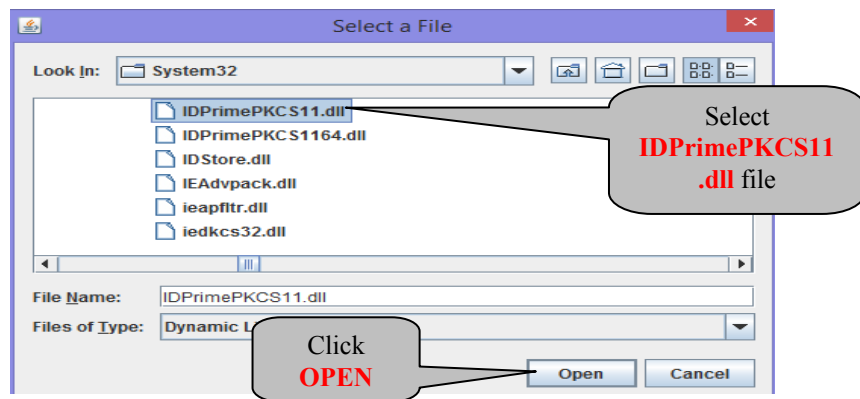 Select a File
Look In: System32
IDPrimePKCS11.dll
IDPrimePKCS1164.dll
IDStore.dll
IEAdvpack.dll
ieapfltr.dll
iedkcs32.dll
Select
IDPrimePKCS11
.dll file
File Name: IDPrimePKCS11.dll
Files of Type: Dynamic
Click
OPEN
Open Cancel